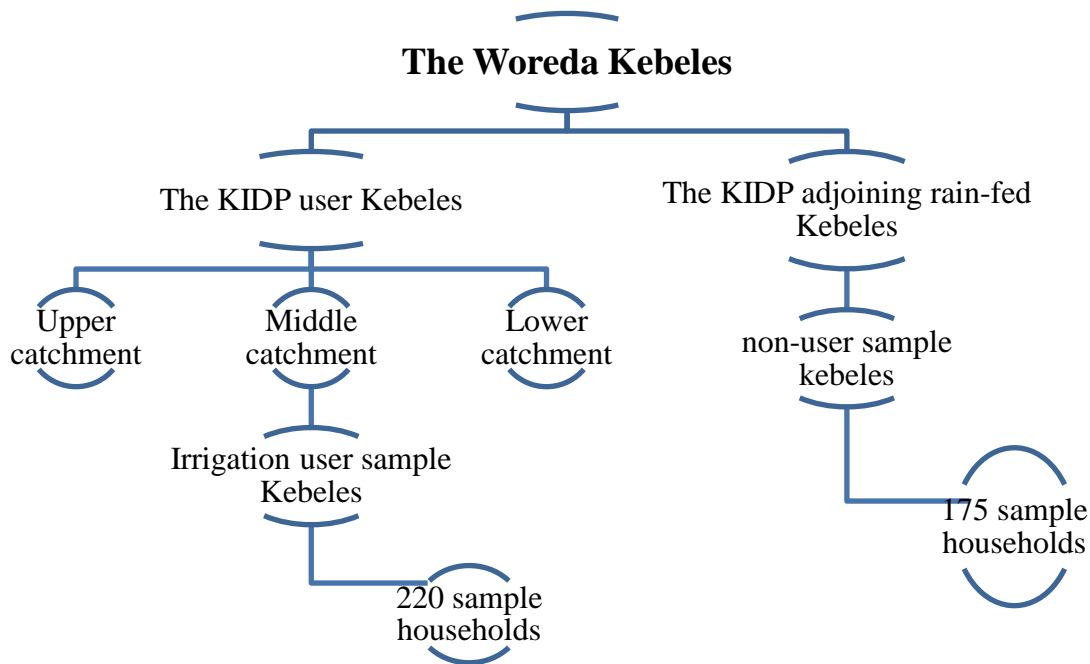 The Woreda Kebeles
The KIDP user Kebeles
The KIDP adjoining rain-fed
Kebeles
Upper
catchment
Middle
catchment
Lower
catchment
non-user sample
kebeles
Irrigation user sample
Kebeles
175 sample
households
220 sample
households